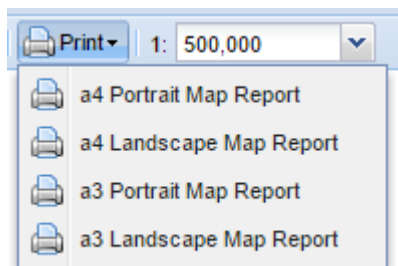 Print 1: 500,000
a4 Portrait Map Report
a4 Landscape Map Report
a3 Portrait Map Report
a3 Landscape Map Report